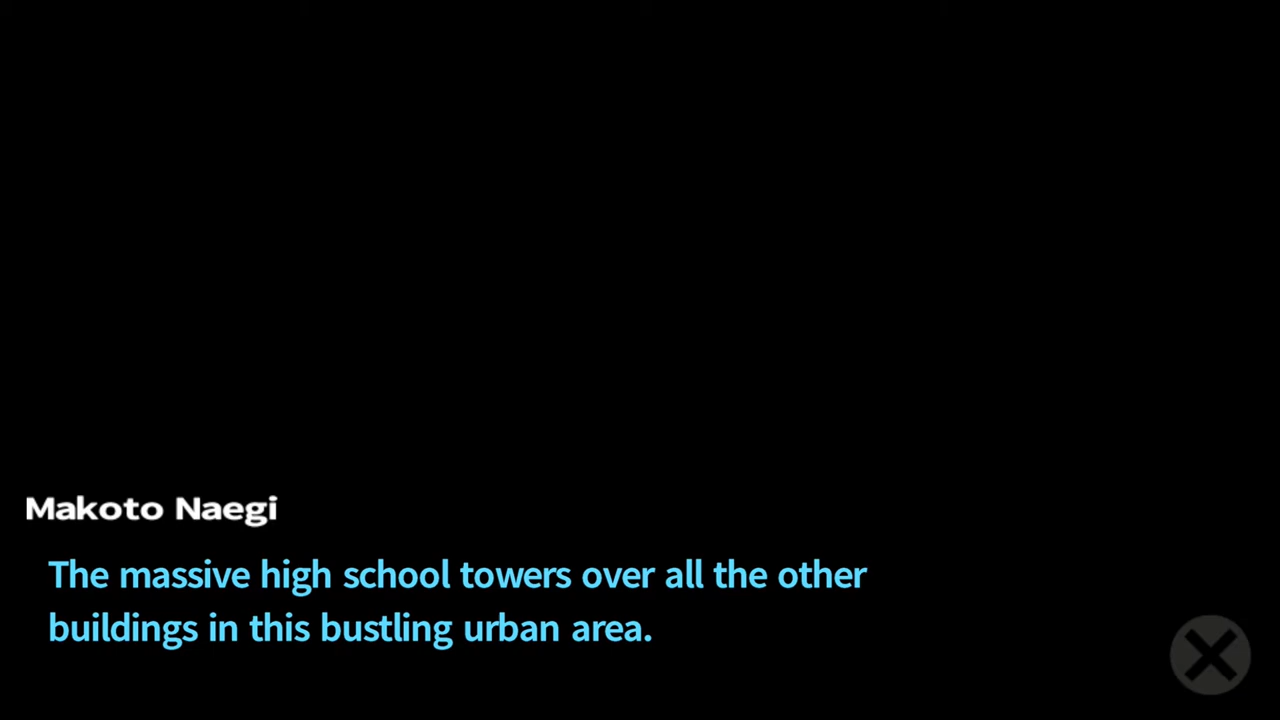 Makoto Naegi
The massive high school towers over all the other
buildings in this bustling urban area.